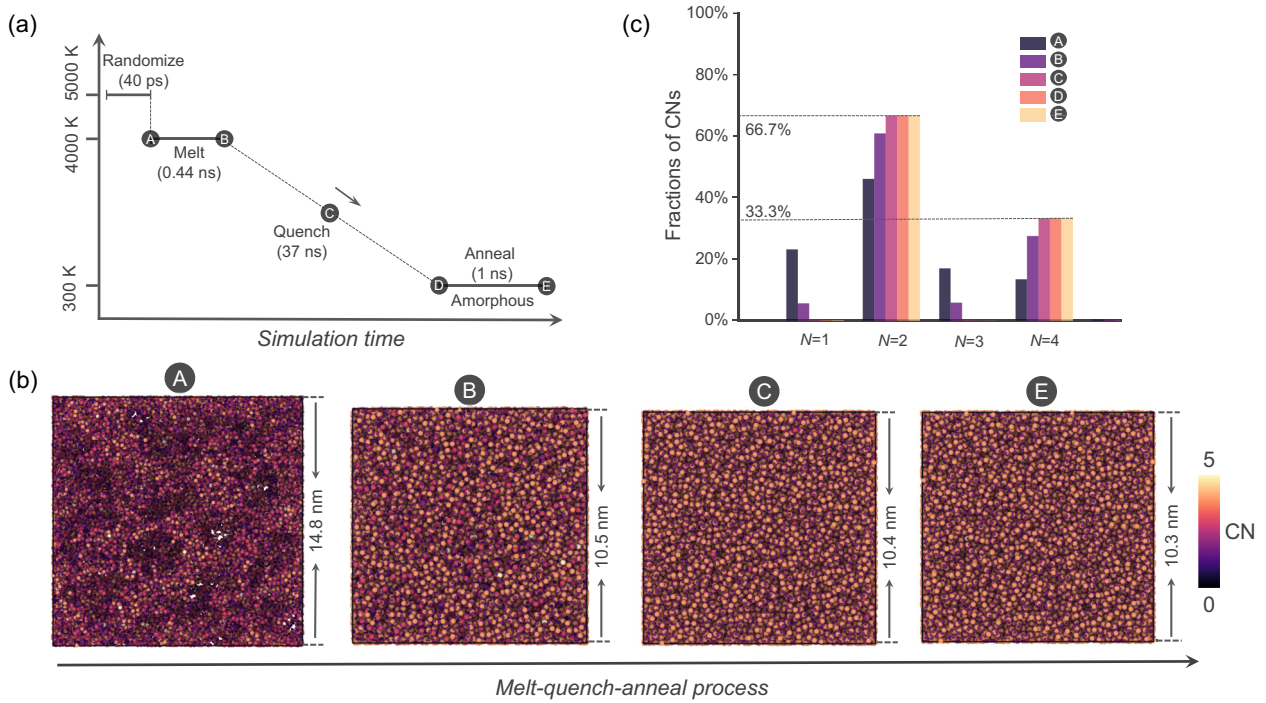 (a)
5000 K
4000 K
300 K
Randomize
(40 ps)
A
B
Melt
(0.44 ns)
C
Quench
(37 ns)
Anneal
(1 ns)
D
E
Amorphous
Simulation time
(c)
Fractions of CNs
100%
80%
60%
40%
20%
0%
66.7%
33.3%
A
B
C
D
E
N=1
N=2
N=3
N=4
(b)
A
B
C
E
14.8 nm
10.5 nm
10.4 nm
10.3 nm
5
CN
0
Melt-quench-anneal process